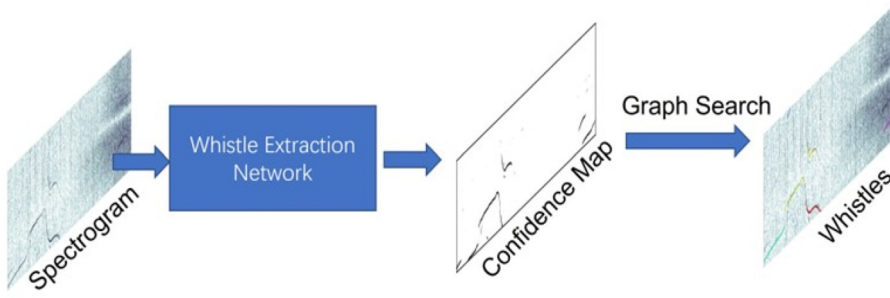 Spectrogram
Whistle Extraction
Network
Confidence Map
Graph Search
Whistles